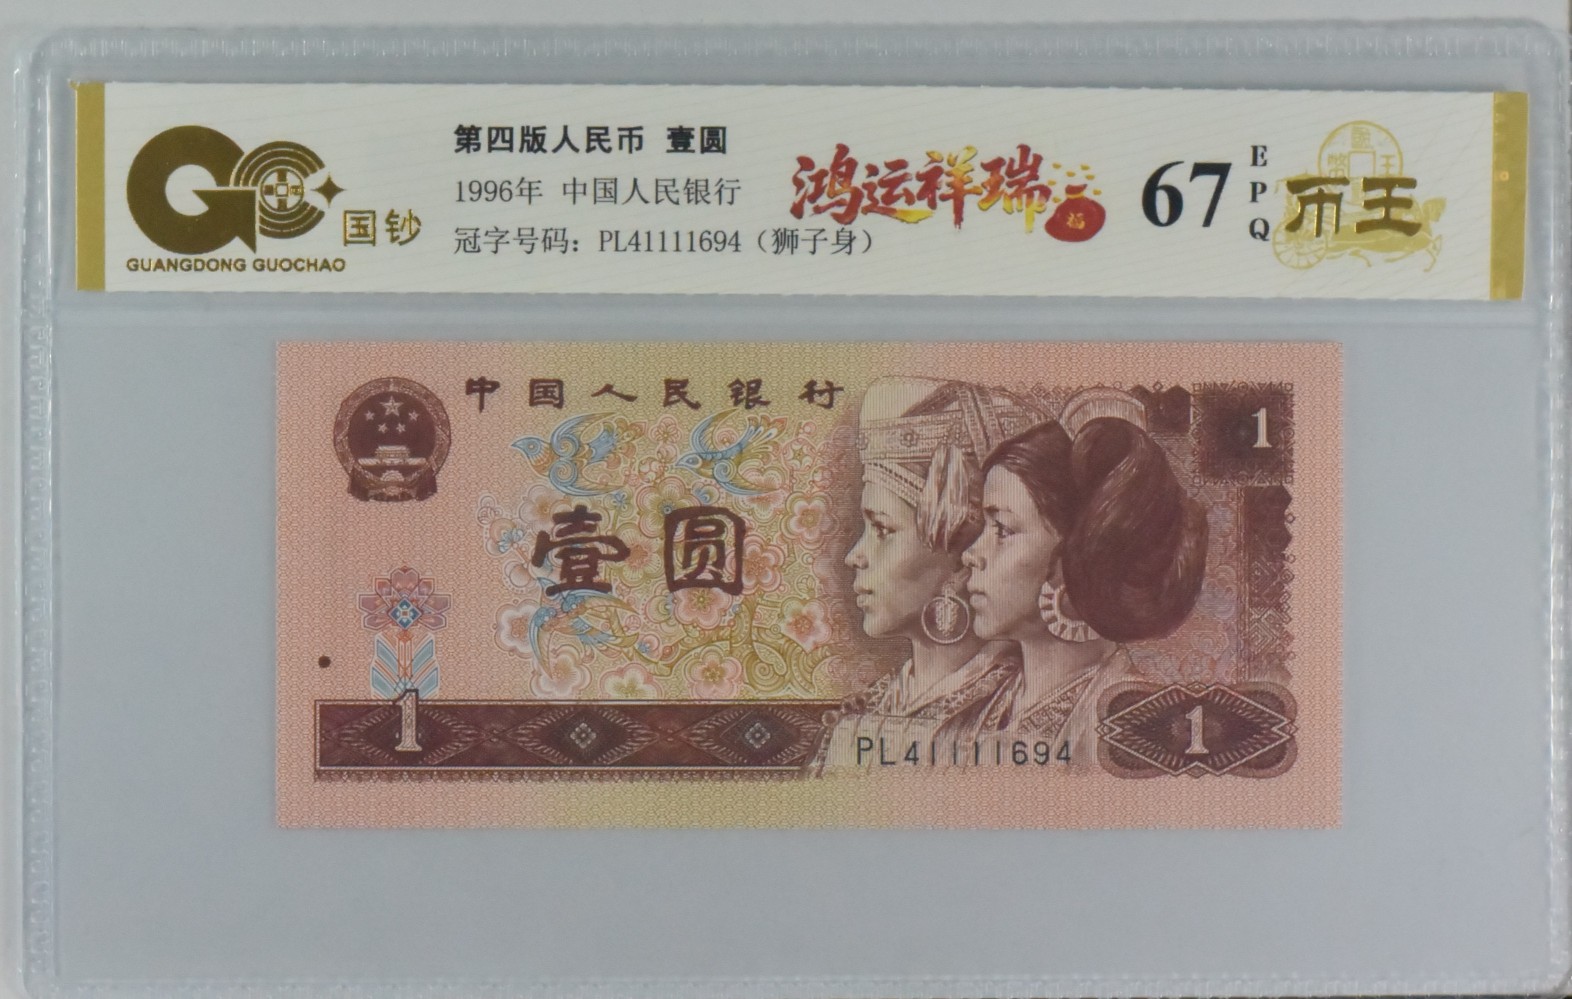 国钞
GUANGDONG GUOCHAO
第四版人民币 壹圆
1996年 中国人民银行
冠字号码：PL41111694（狮子身）
鸿运祥瑞
福
67
EPQ
币王
中国人民银行
1
壹圆
1
PL41111694
1